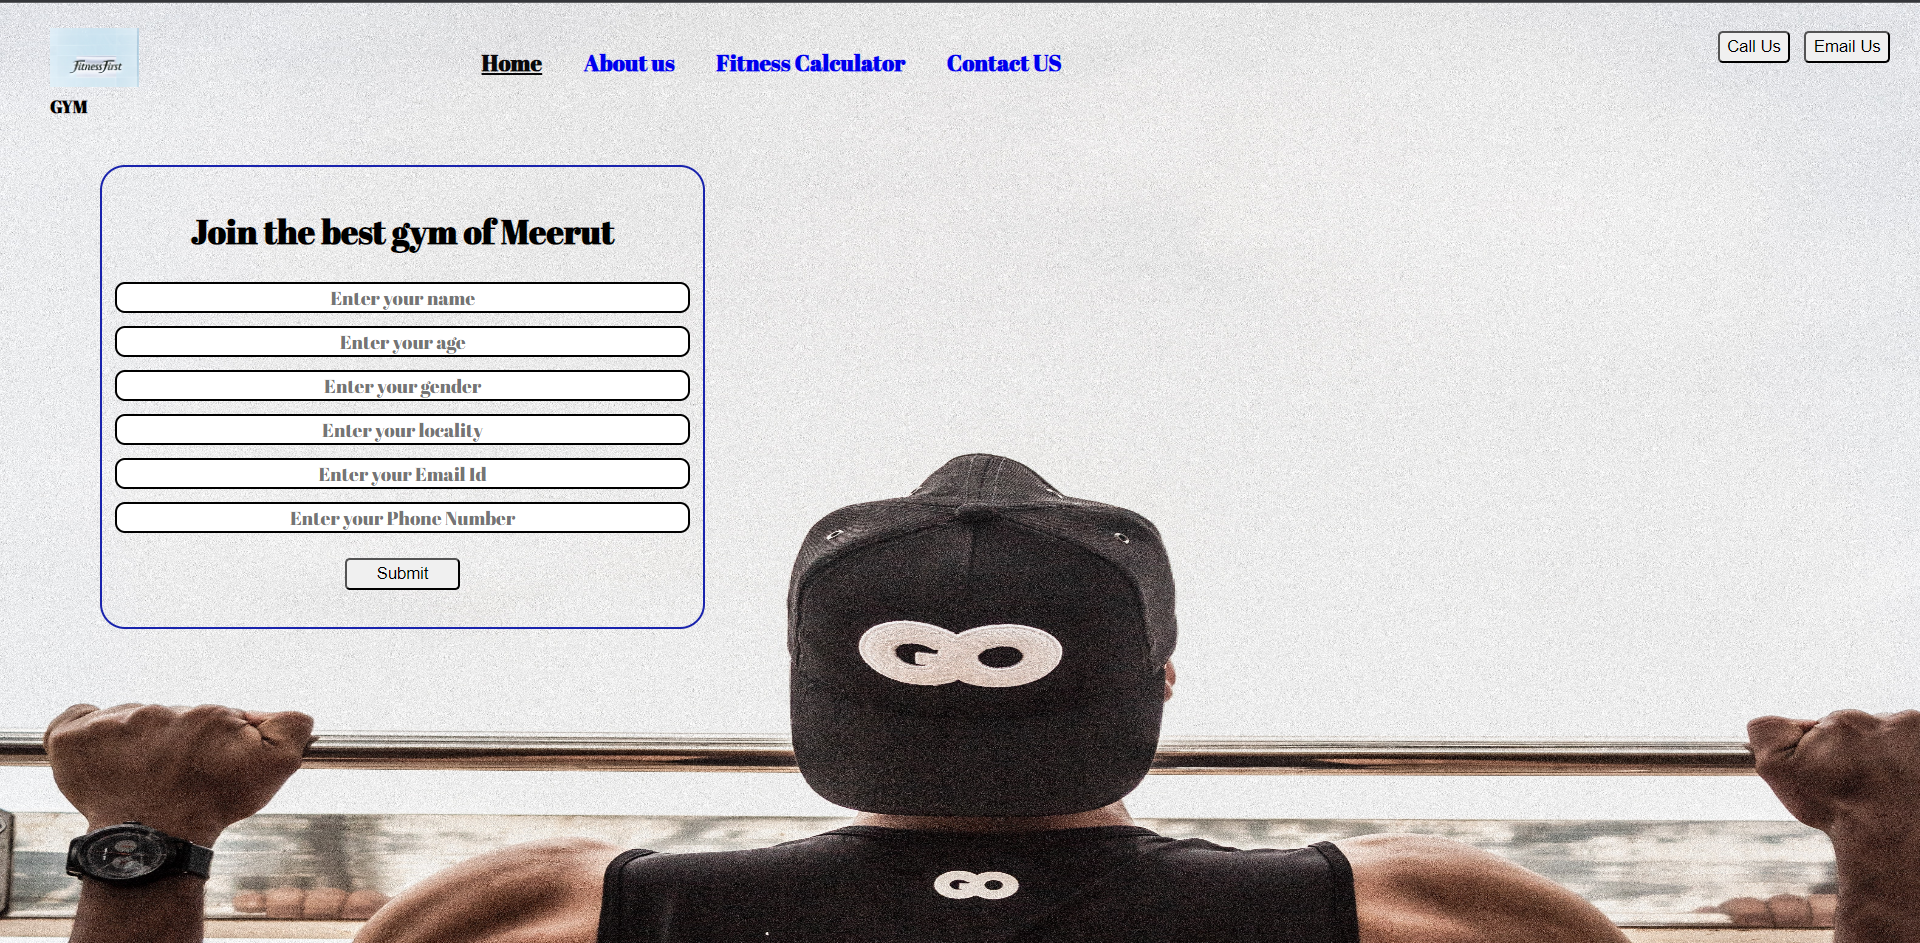 FitnessFirst
GYM
Home
About us
Fitness Calculator
Contact US
Call Us
Email Us
Join the best gym of Meerut
Enter your name
Enter your age
Enter your gender
Enter your locality
Enter your Email Id
Enter your Phone Number
Submit
GO
GO